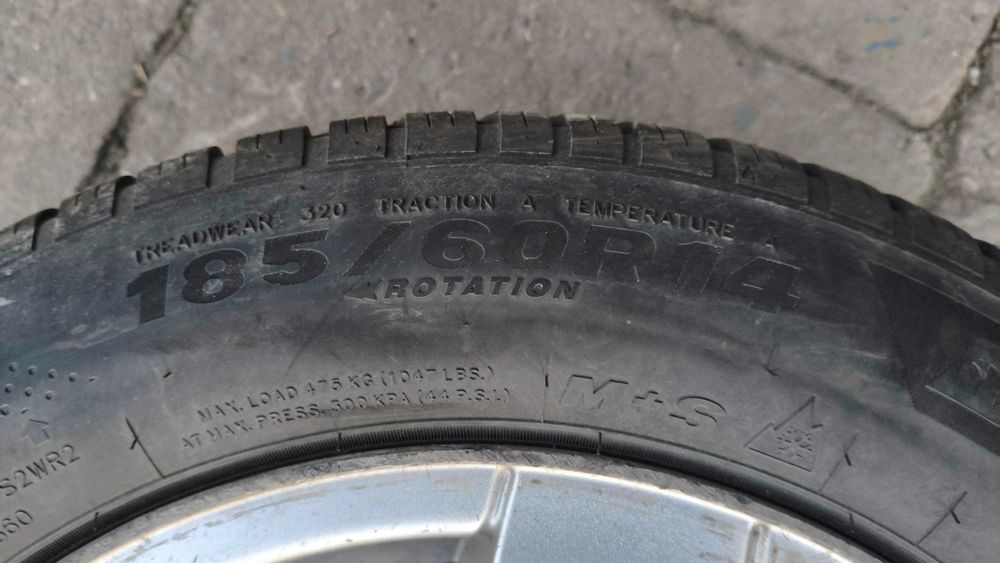 TREADWEAR 320 TRACTION A TEMPERATURE A
185/60R14
ROTATION
MAX. LOAD 475 KG (1047 LBS.)
AT MAX. PRESS. 300 KPA (44 P.S.I.)
M+S
S2WR2